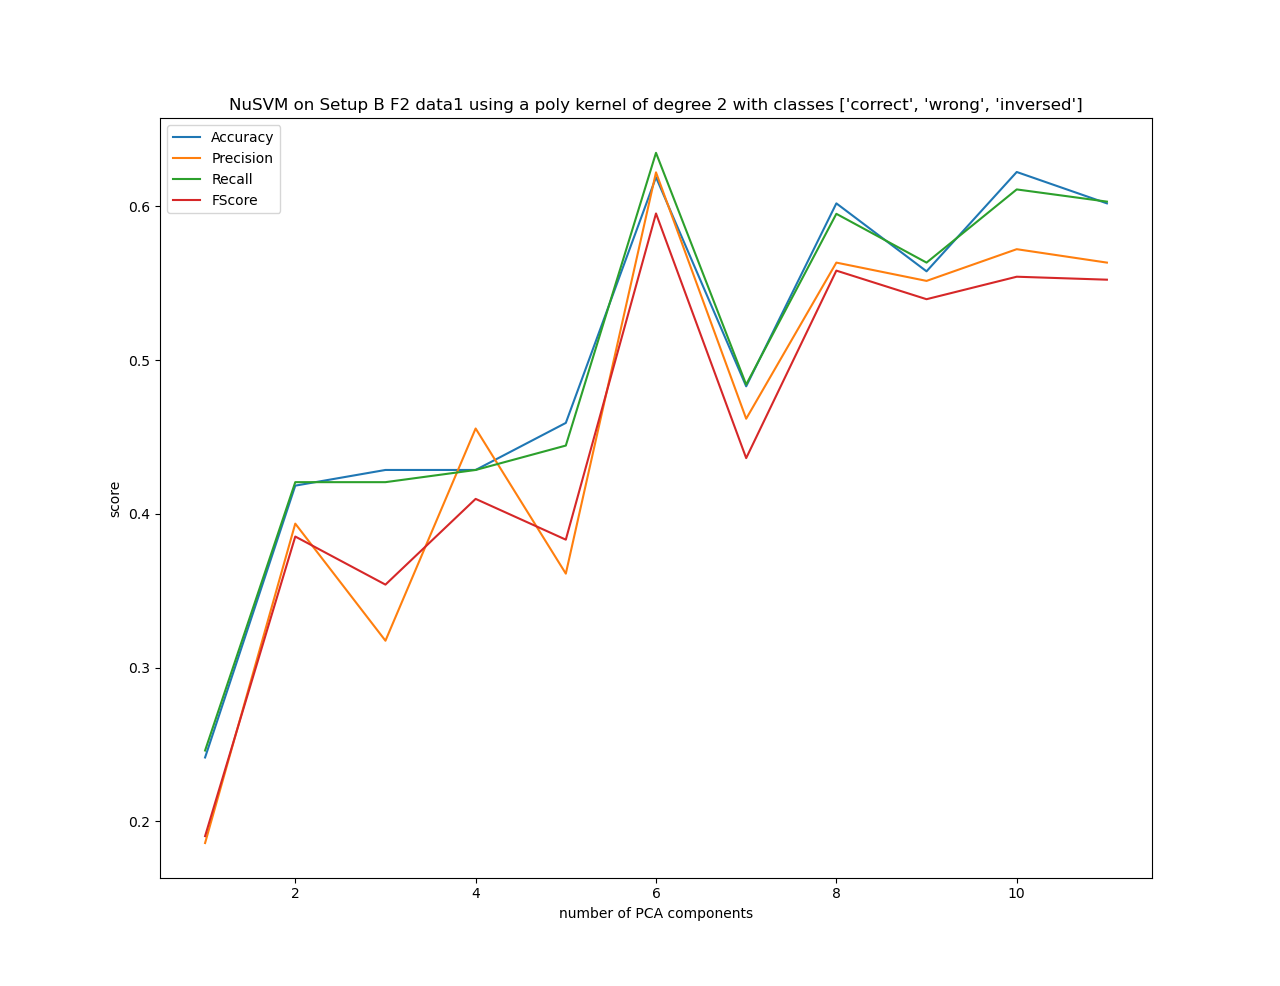 NuSVM on Setup B F2 data1 using a poly kernel of degree 2 with classes ['correct', 'wrong', 'inversed']
Accuracy
Precision
Recall
FScore
0.6
0.5
0.4
0.3
0.2
score
2 4 6 8 10
number of PCA components